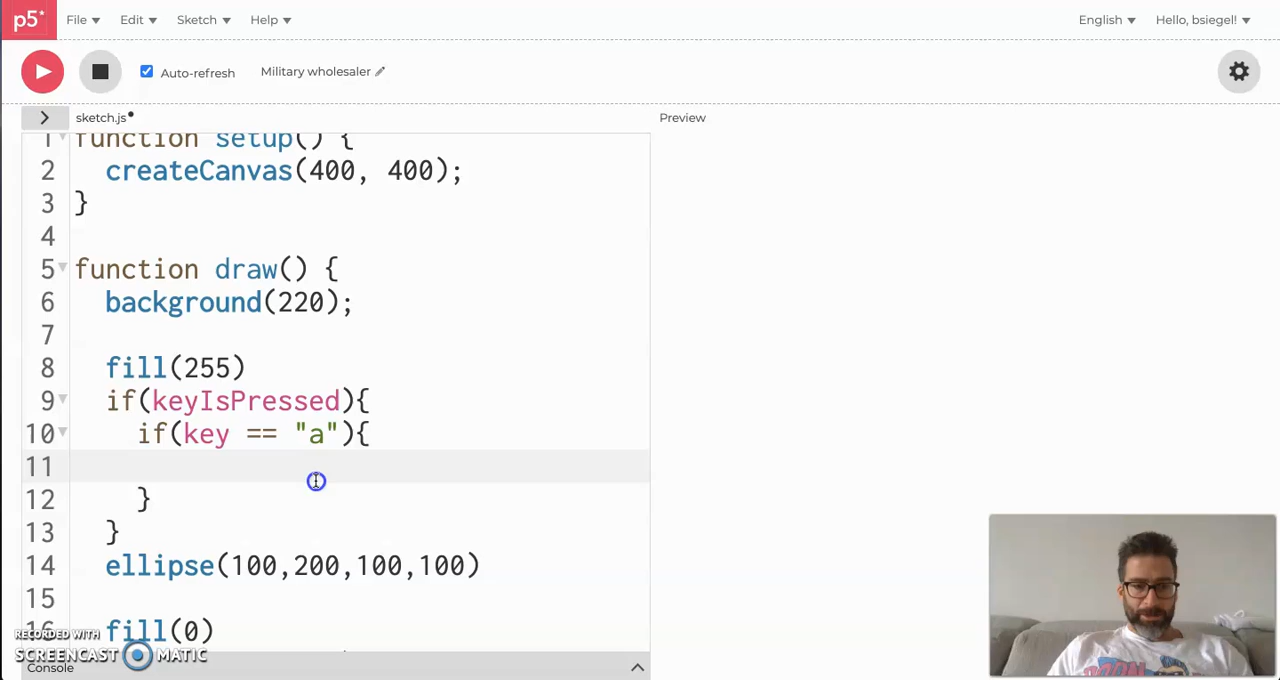 p5* File Edit Sketch Help English Hello, bsiegel!
Auto-refresh Military wholesaler
sketch.js Preview
1 function setup() {
2 createCanvas(400, 400);
3 }
4
5 function draw() {
6 background(220);
7
8 fill(255)
9 if(keyIsPressed){
10 if(key == "a"){
11
12 }
13 }
14 ellipse(100,200,100,100)
15
16 fill(0)
RECORDED WITH
SCREENCAST MATIC
Console